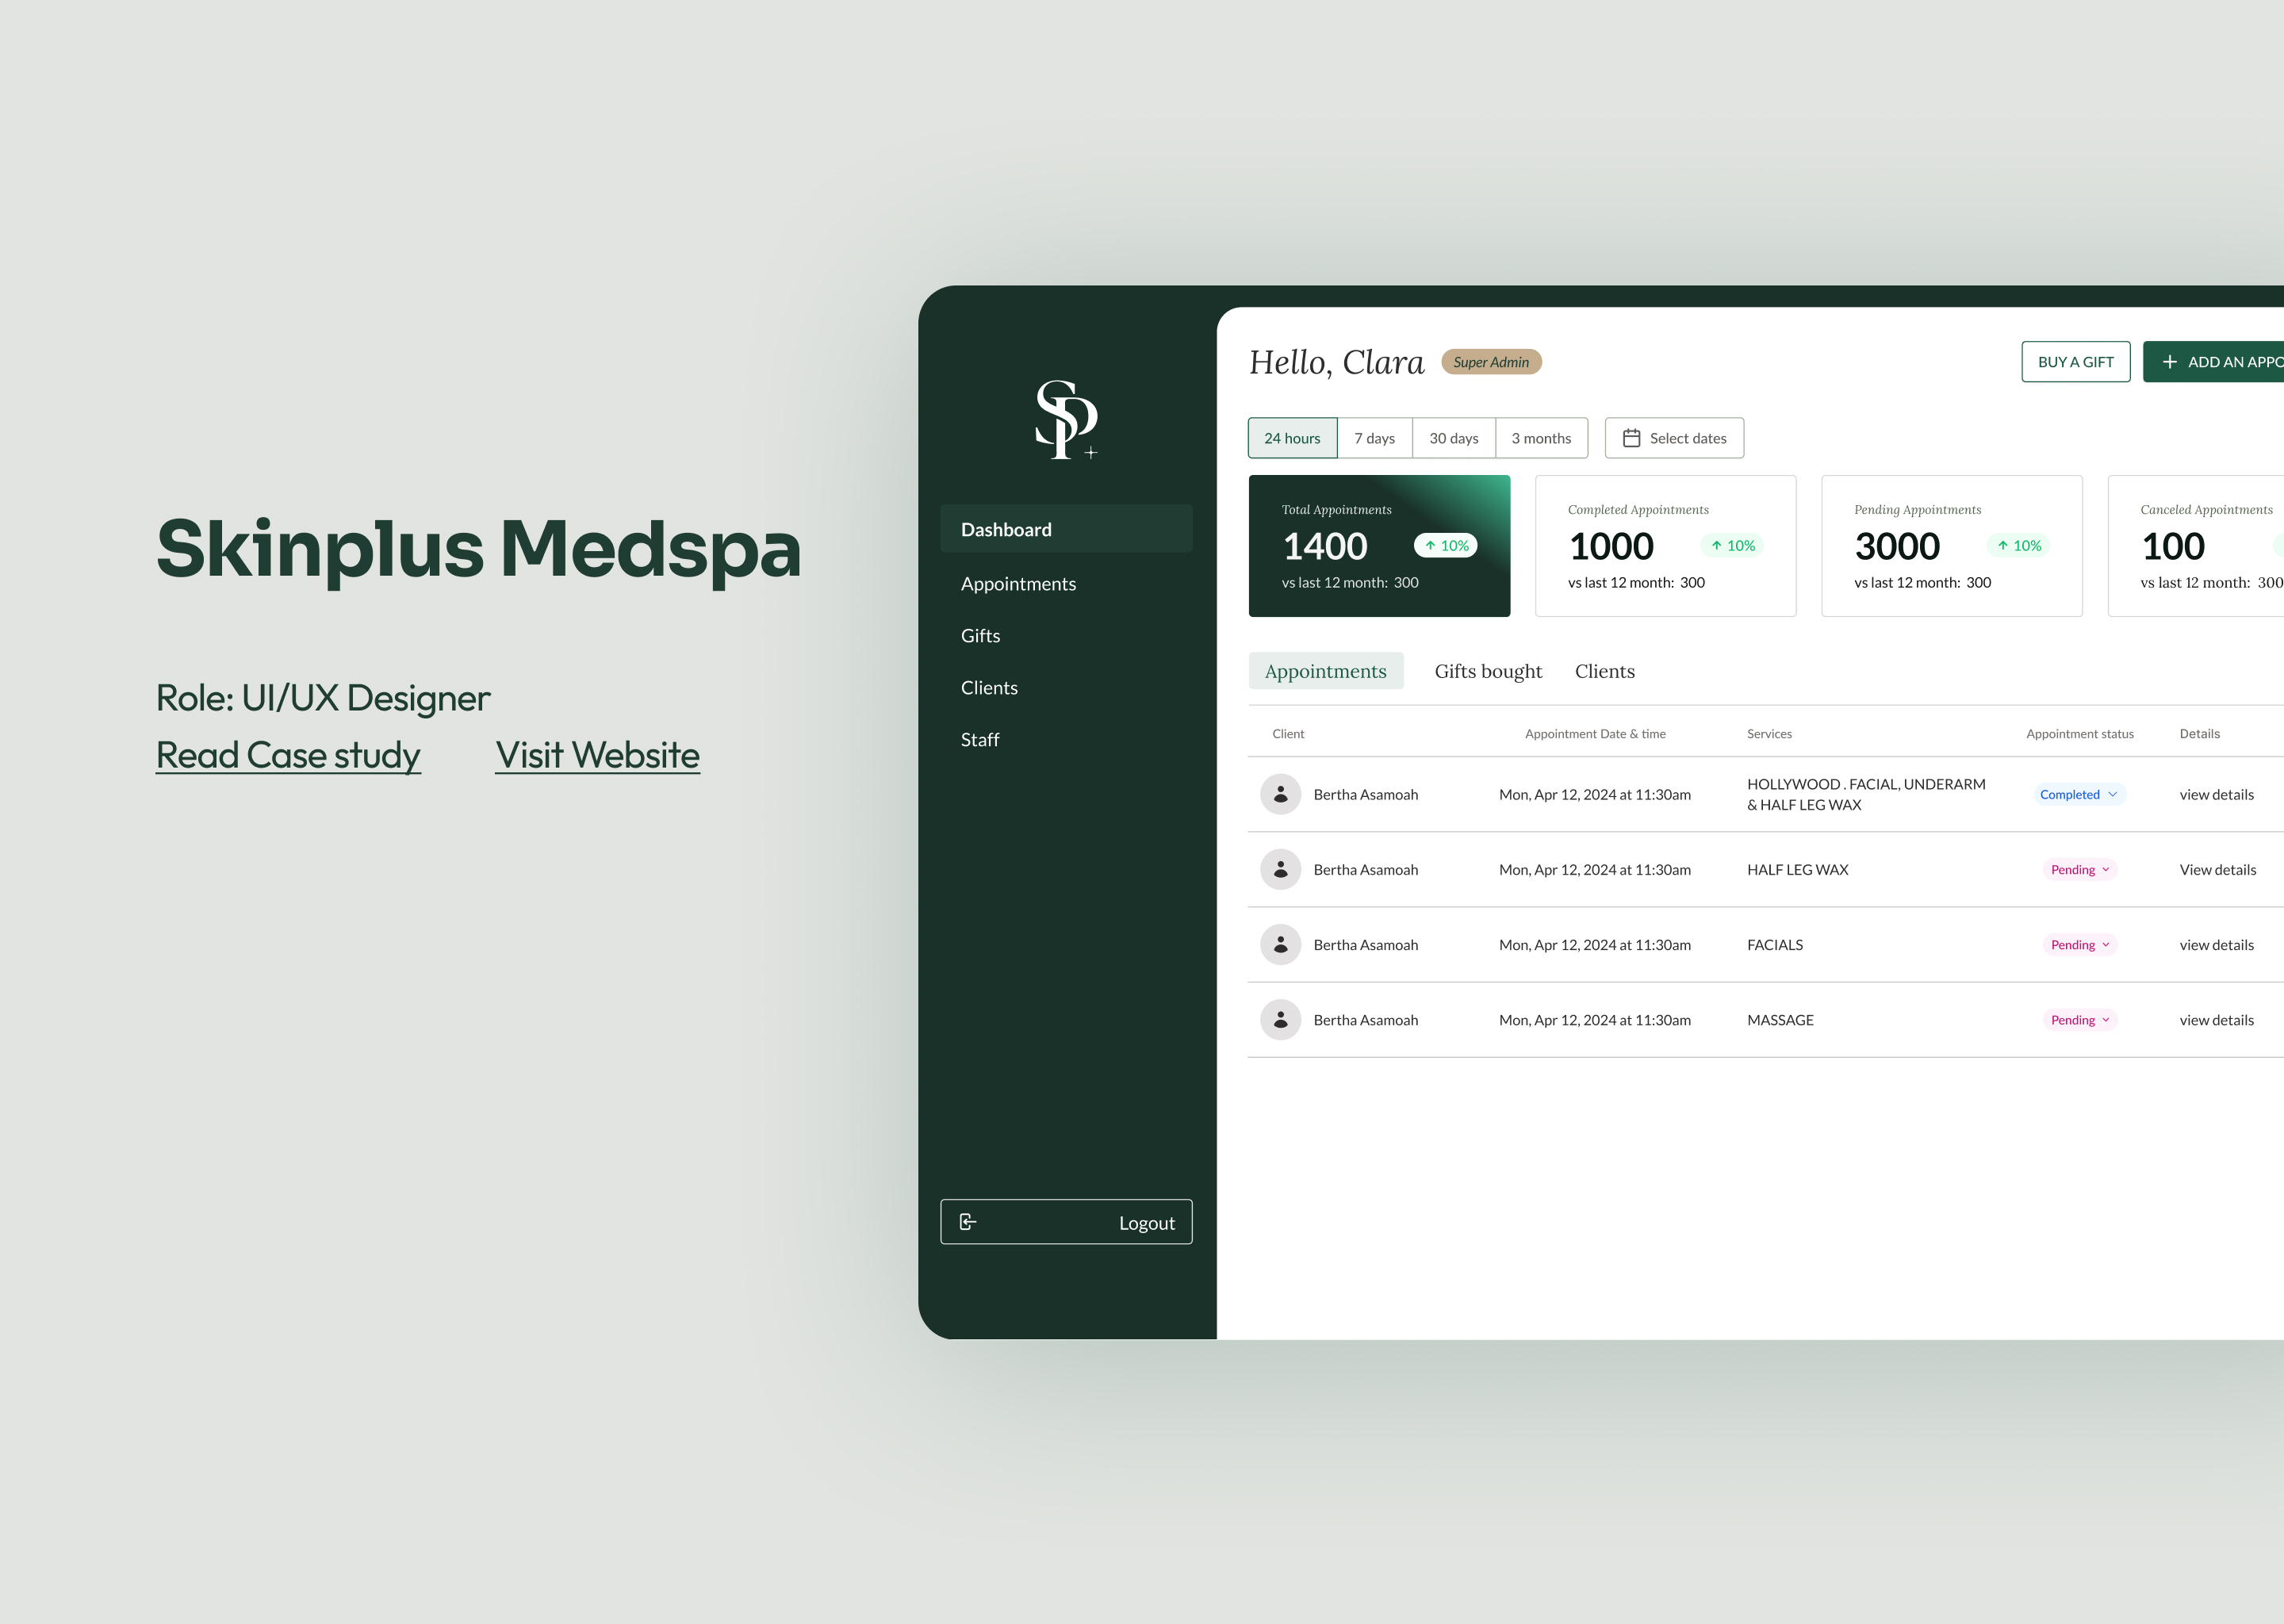 Skinplus Medspa
Role: UI/UX Designer
Read Case study Visit Website
SP
Dashboard
Appointments
Gifts
Clients
Staff
Logout
Hello, Clara Super Admin BUY A GIFT ADD AN APPO
24 hours 7 days 30 days 3 months Select dates
Total Appointments Completed Appointments Pending Appointments Canceled Appointments
1400 10% 1000 10% 3000 10% 100
vs last 12 month: 300 vs last 12 month: 300 vs last 12 month: 300 vs last 12 month: 300
Appointments Gifts bought Clients
Client Appointment Date & time Services Appointment status Details
Bertha Asamoah Mon, Apr 12, 2024 at 11:30am HOLLYWOOD . FACIAL, UNDERARM
& HALF LEG WAX Completed view details
Bertha Asamoah Mon, Apr 12, 2024 at 11:30am HALF LEG WAX Pending View details
Bertha Asamoah Mon, Apr 12, 2024 at 11:30am FACIALS Pending view details
Bertha Asamoah Mon, Apr 12, 2024 at 11:30am MASSAGE Pending view details